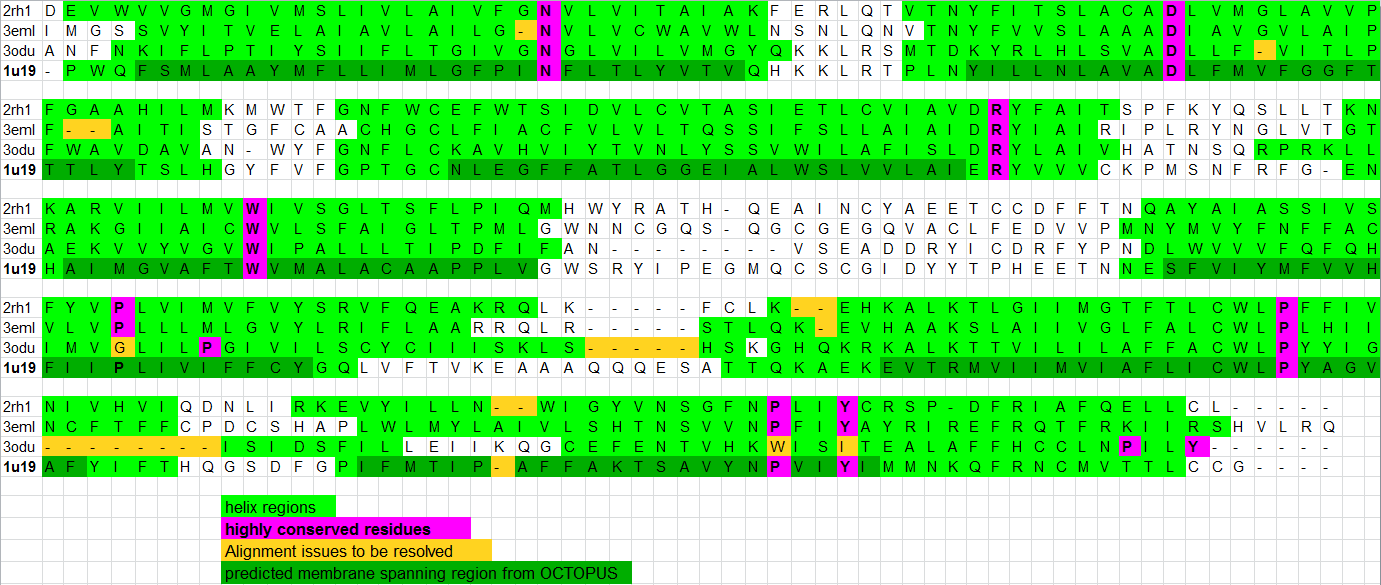 2rh1 D E V W V V G M G I V M S L I V L A I V F G N V L V I T A I A K F E R L Q T V T N Y F I T S L A C A D L V M G L A V V P
3eml I M G S S V Y I T V E L A I A V L A I L G - N V L V C W A V W L N S N L Q N V T N Y F V V S L A A A D I A V G V L A I P
3odu A N F N K I F L P T I Y S I I F L T G I V G N G L V I L V M G Y Q K K L R S M T D K Y R L H L S V A D L L F - V I T L P
1u19 - P W Q F S M L A A Y M F L L I M L G F P I N F L T L Y V T V Q H K K L R T P L N Y I L L N L A V A D L F M V F G G F T
2rh1 F G A A H I L M K M W T F G N F W C E F W T S I D V L C V T A S I E T L C V I A V D R Y F A I T S P F K Y Q S L L T K N
3eml F - - A I T I S T G F C A A C H G C L F I A C F V L V L T Q S S I F S L L A I A I D R Y I A I R I P L R Y N G L V T G T
3odu F W A V D A V A N - W Y F G N F L C K A V H V I Y T V N L Y S S V W I L A F I S L D R Y L A I V H A T N S Q R P R K L L
1u19 T T L Y T S L H G Y F V F G P T G C N L E G F F A T L G G E I A L W S L V V L A I E R Y V V V C K P M S N F R F G - E N
2rh1 K A R V I I L M V W I V S G L T S F L P I Q M H W Y R A T H - Q E A I N C Y A E E T C C D F F T N Q A Y A I A S S I V S
3eml R A K G I I A I C W V L S F A I G L T P M L G W N N C G Q S - Q G C G E G Q V A C L F E D V V P M N Y M V Y F N F F A C
3odu A E K V V Y V G V W I P A L L L T I P D F I F A N - - - - - - - - V S E A D D R Y I C D R F Y P N D L W V V V F Q F Q H
1u19 H A I M G V A F T W V M A L A C A A P P L V G W S R Y I P E G M Q C S C G I D Y Y T P H E E T N N E S F V I Y M F V V H
2rh1 F Y V P L V I M V F V Y S R V F Q E A K R Q L K - - - - - F C L K - - E H K A L K T L G I I M G T F T L C W L P F F I V
3eml V L V P L L L M L G V Y L R I F L A A R R Q L R - - - - - S T L Q K - E V H A A K S L A I I V G L F A L C W L P L H I I
3odu I M V G L I L P G I V I L S C Y C I I I S K L S - - - - - H S K G H Q K R K A L K T T V I L I L A F F A C W L P Y Y I G
1u19 F I I P L I V I F F C Y G Q L V F T V K E A A A Q Q Q E S A T T Q K A E K E V T R M V I I M V I A F L I C W L P Y A G V
2rh1 N I V H V I Q D N L I R K E V Y I L L N - - W I G Y V N S G F N P L I Y C R S P - D F R I A F Q E L L C L - - - - -
3eml N C F T F F C P D C S H A P L W L M Y L A I V L S H T N S V V N P F I Y A Y R I R E F R Q T F R K I I R S H V L R Q
3odu - - - - - - - - I S I D S F I L L E I I K Q G C E F E N T V H K W I S I T E A L A F F H C C L N P I L Y - - - - - -
1u19 A F Y I F T H Q G S D F G P I F M T I P - A F F A K T S A V Y N P V I Y I M M N K Q F R N C M V T T L C C G - - - -
helix regions
highly conserved residues
Alignment issues to be resolved
predicted membrane spanning region from OCTOPUS